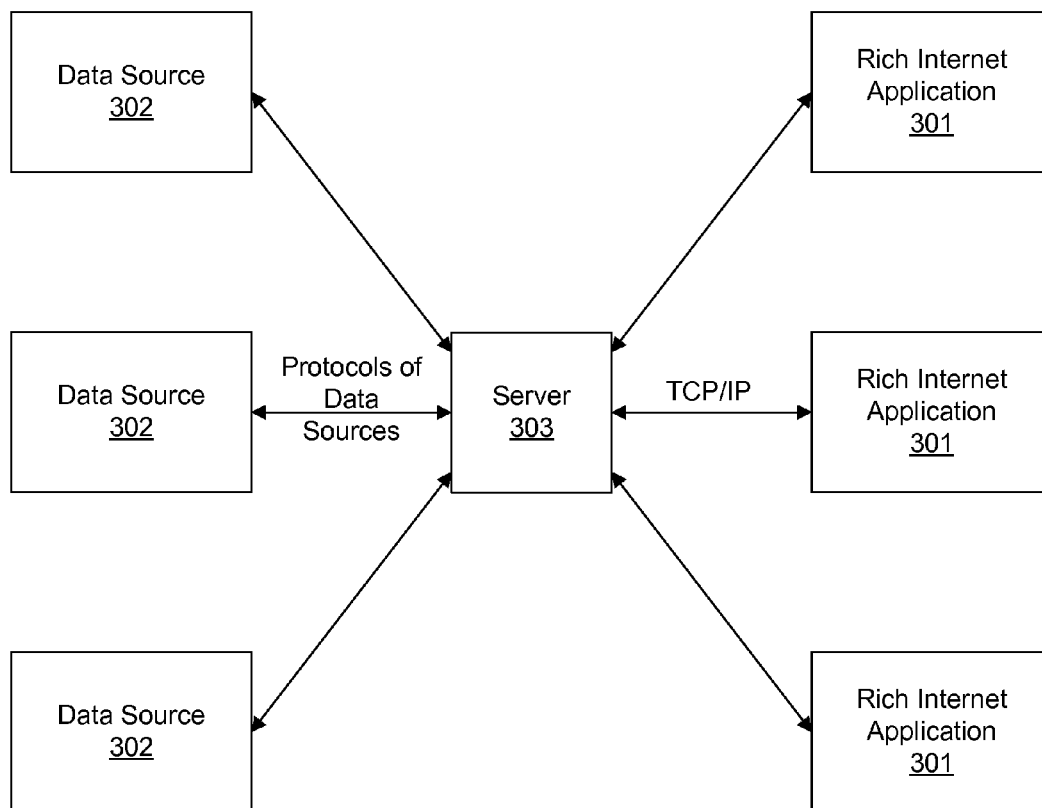 Data Source
302
Rich Internet
Application
301
Data Source
302
Protocols of
Data
Sources
Server
303
TCP/IP
Rich Internet
Application
301
Data Source
302
Rich Internet
Application
301